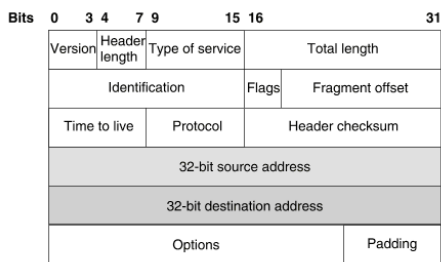 Bits 0 3 4 7 9 15 16 31
Version Header length Type of service Total length
Identification Flags Fragment offset
Time to live Protocol Header checksum
32-bit source address
32-bit destination address
Options Padding